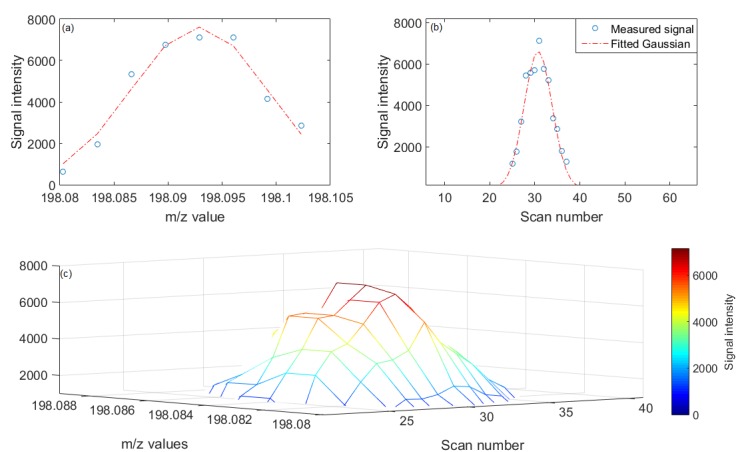 (a)
8000
6000
4000
2000
0
Signal intensity
198.08 198.085 198.09 198.095 198.1 198.105
m/z value
(b)
Measured signal
Fitted Gaussian
8000
6000
4000
2000
Signal intensity
10 20 30 40 50 60
Scan number
(c)
8000
6000
4000
2000
198.088 198.086 198.084 198.082 198.08
m/z values
25 30 35 40
Scan number
6000
4000
2000
0
Signal Intensity